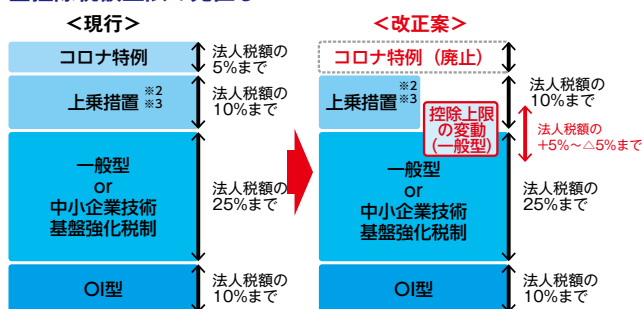 <現行>
コロナ特例
法人税額の
5%まで
上乗措置
※2
※3
法人税額の
10%まで
一般型
or
中小企業技術
基盤強化税制
法人税額の
25%まで
OI型
法人税額の
10%まで
<改正案>
コロナ特例（廃止）
上乗措置
※2
※3
法人税額の
10%まで
控除上限
の変動
(一般型)
法人税額の
+5%～△5%まで
一般型
or
中小企業技術
基盤強化税制
法人税額の
25%まで
OI型
法人税額の
10%まで